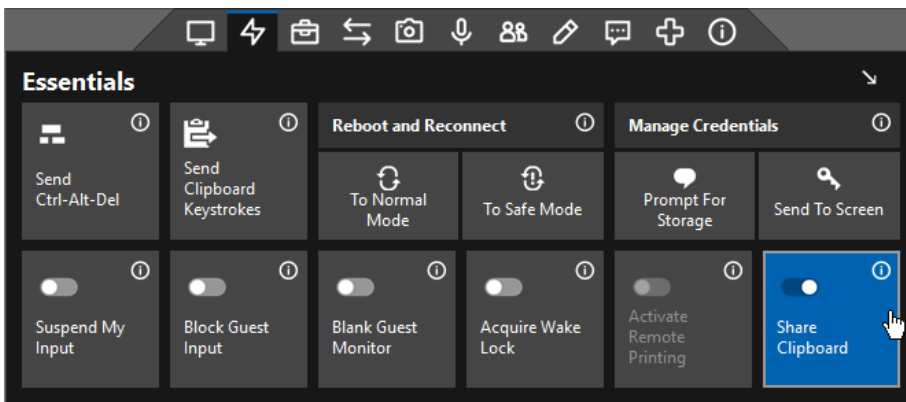 Essentials
Send
Ctrl-Alt-Del
Send
Clipboard
Keystrokes
Reboot and Reconnect
To Normal
Mode
To Safe Mode
Manage Credentials
Prompt For
Storage
Send To Screen
Suspend My
Input
Block Guest
Input
Blank Guest
Monitor
Acquire Wake
Lock
Activate
Remote
Printing
Share
Clipboard